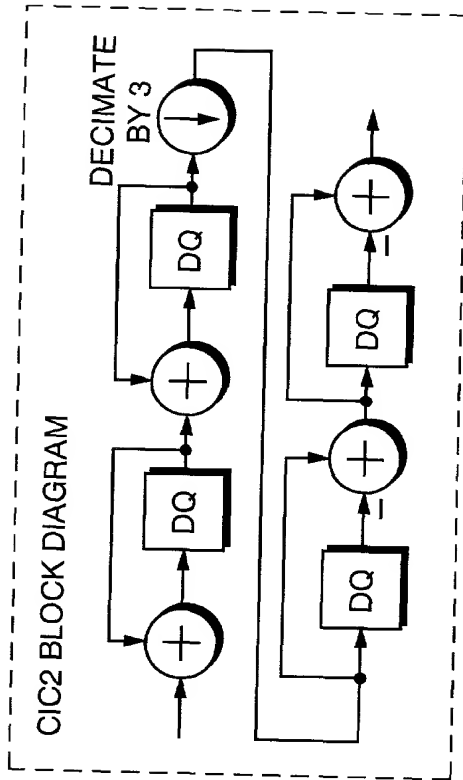 CIC2 BLOCK DIAGRAM
DECIMATE
BY 3
+
DQ
+
DQ
DQ
+
−
DQ
+
−